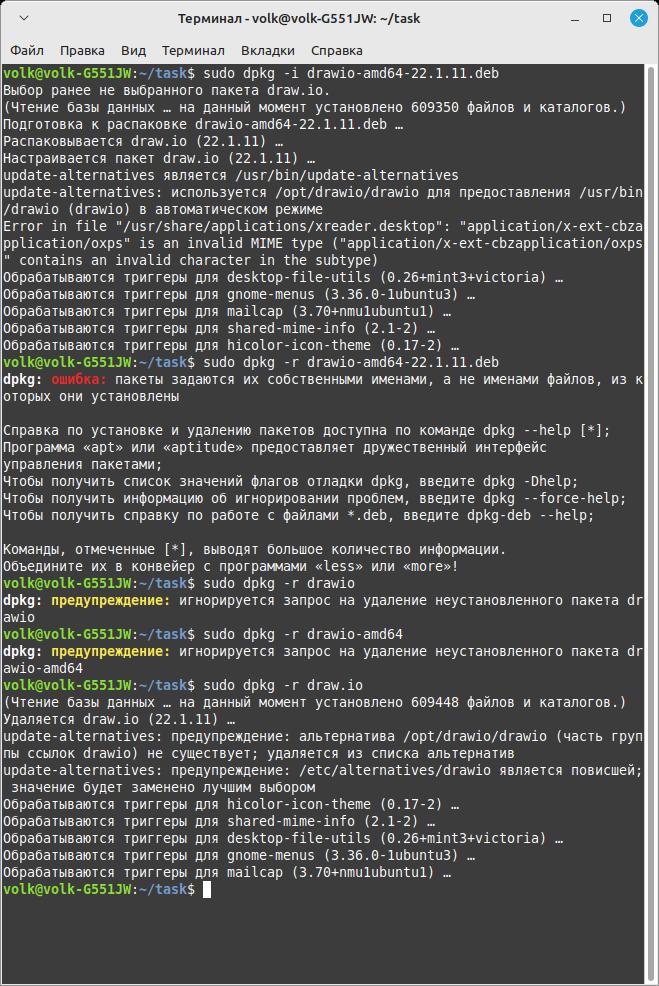 Терминал - volk@volk-G551JW: ~/task
Файл Правка Вид Терминал Вкладки Справка
volk@volk-G551JW:~/task$ sudo dpkg -i drawio-amd64-22.1.11.deb
Выбор ранее не выбранного пакета draw.io.
(Чтение базы данных … на данный момент установлено 609350 файлов и каталогов.)
Подготовка к распаковке drawio-amd64-22.1.11.deb …
Распаковывается draw.io (22.1.11) …
Настраивается пакет draw.io (22.1.11) …
update-alternatives является /usr/bin/update-alternatives
update-alternatives: используется /opt/drawio/drawio для предоставления /usr/bin
/drawio (drawio) в автоматическом режиме
Error in file "/usr/share/applications/xreader.desktop": "application/x-ext-cbza
pplication/oxps" is an invalid MIME type ("application/x-ext-cbzapplication/oxps
" contains an invalid character in the subtype)
Обрабатываются триггеры для desktop-file-utils (0.26+mint3+victoria) …
Обрабатываются триггеры для gnome-menus (3.36.0-1ubuntu3) …
Обрабатываются триггеры для mailcap (3.70+nmu1ubuntu1) …
Обрабатываются триггеры для shared-mime-info (2.1-2) …
Обрабатываются триггеры для hicolor-icon-theme (0.17-2) …
volk@volk-G551JW:~/task$ sudo dpkg -r drawio-amd64-22.1.11.deb
dpkg: ошибка: пакеты задаются их собственными именами, а не именами файлов, из к
оторых они установлены
Справка по установке и удалению пакетов доступна по команде dpkg --help [*];
Программа «apt» или «aptitude» предоставляет дружественный интерфейс
управления пакетами;
Чтобы получить список значений флагов отладки dpkg, введите dpkg -Dhelp;
Чтобы получить информацию об игнорировании проблем, введите dpkg --force-help;
Чтобы получить справку по работе с файлами *.deb, введите dpkg-deb --help;
Команды, отмеченные [*], выводят большое количество информации.
Объедините их в конвейер с программами «less» или «more»!
volk@volk-G551JW:~/task$ sudo dpkg -r drawio
dpkg: предупреждение: игнорируется запрос на удаление неустановленного пакета dr
awio
volk@volk-G551JW:~/task$ sudo dpkg -r drawio-amd64
dpkg: предупреждение: игнорируется запрос на удаление неустановленного пакета dr
awio-amd64
volk@volk-G551JW:~/task$ sudo dpkg -r draw.io
(Чтение базы данных … на данный момент установлено 609448 файлов и каталогов.)
Удаляется draw.io (22.1.11) …
update-alternatives: предупреждение: альтернатива /opt/drawio/drawio (часть груп
пы ссылок drawio) не существует; удаляется из списка альтернатив
update-alternatives: предупреждение: /etc/alternatives/drawio является повисшей;
значение будет заменено лучшим выбором
Обрабатываются триггеры для hicolor-icon-theme (0.17-2) …
Обрабатываются триггеры для shared-mime-info (2.1-2) …
Обрабатываются триггеры для desktop-file-utils (0.26+mint3+victoria) …
Обрабатываются триггеры для gnome-menus (3.36.0-1ubuntu3) …
Обрабатываются триггеры для mailcap (3.70+nmu1ubuntu1) …
volk@volk-G551JW:~/task$